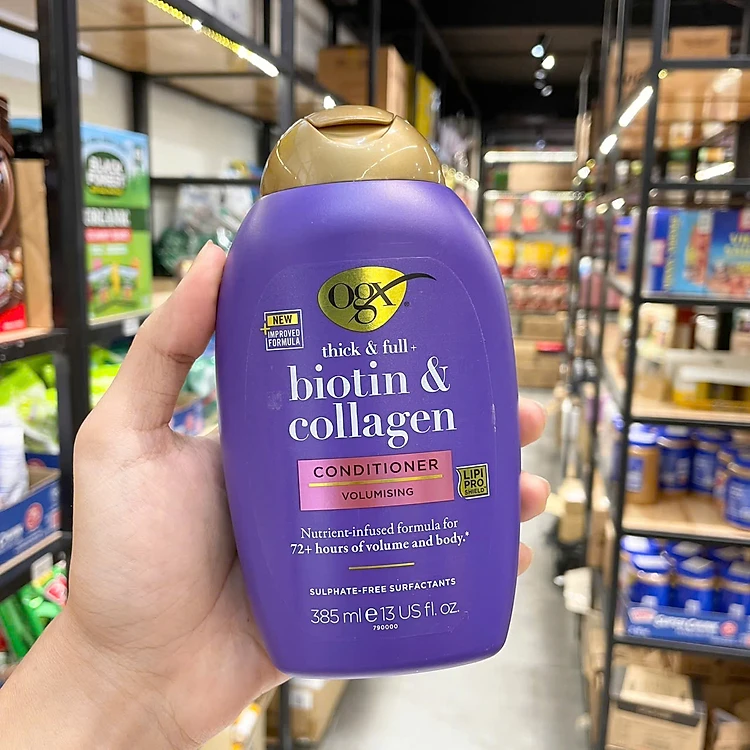 ogx
NEW
+ IMPROVED
FORMULA
thick & full+
biotin &
collagen
CONDITIONER
VOLUMISING
LIPI
PRO
SHIELD
Nutrient-infused formula for
72+ hours of volume and body.*
SULPHATE-FREE SURFACTANTS
385 ml e 13 US fl. oz.
790000